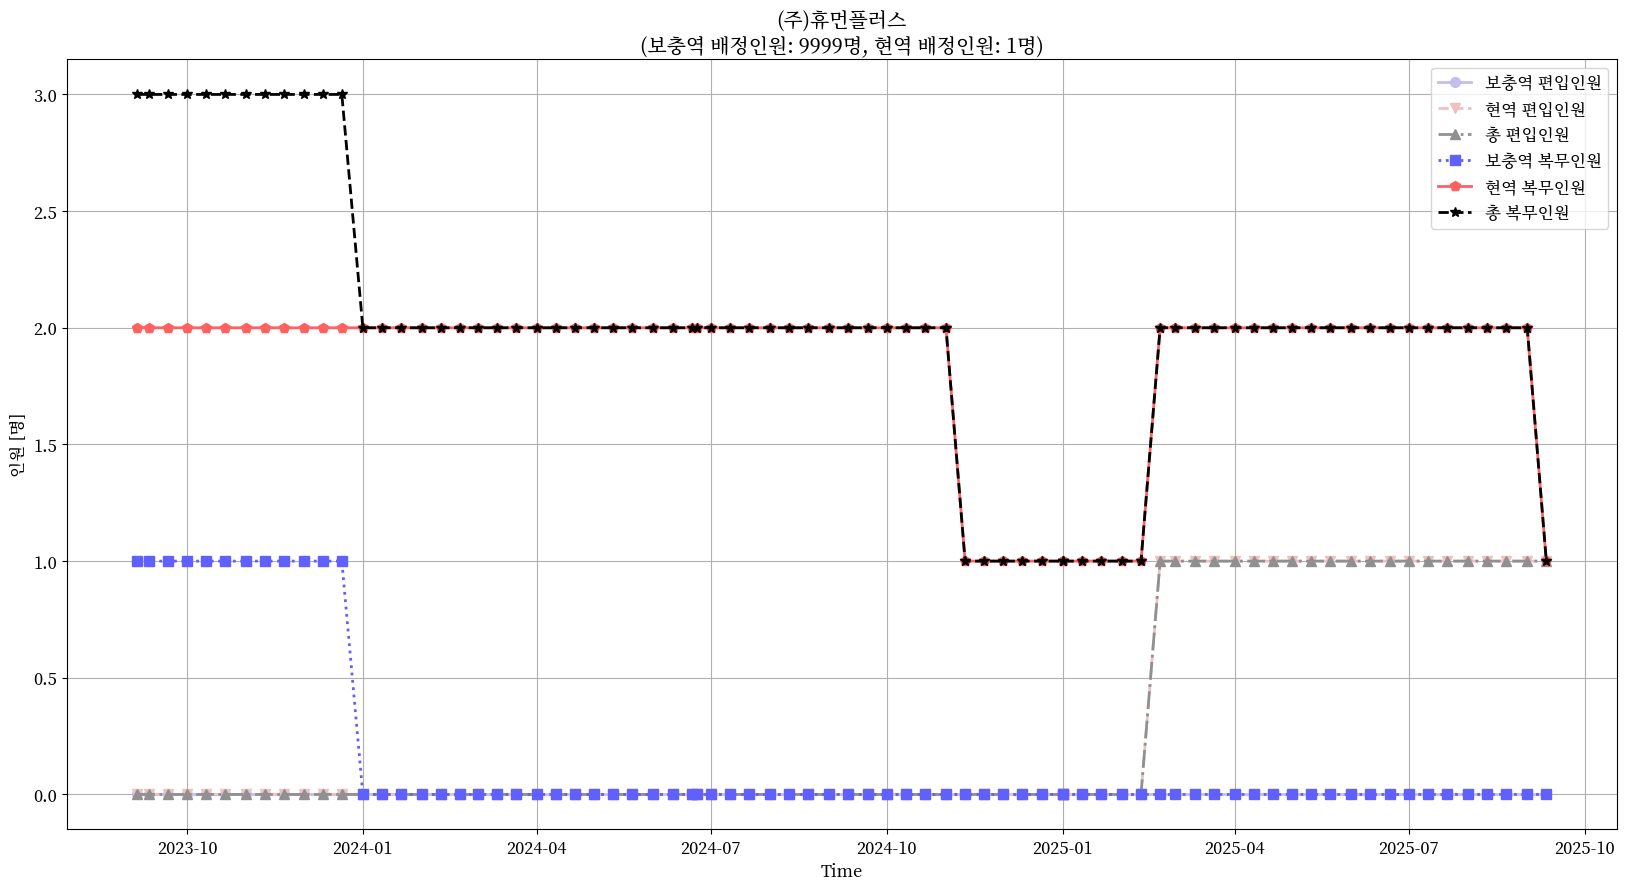 (주)휴먼플러스
(보충역 배정인원: 9999명, 현역 배정인원: 1명)
보충역 편입인원
현역 편입인원
총 편입인원
보충역 복무인원
현역 복무인원
총 복무인원
인원 [명]
3.0
2.5
2.0
1.5
1.0
0.5
0.0
2023-10
2024-01
2024-04
2024-07
2024-10
2025-01
2025-04
2025-07
2025-10
Time